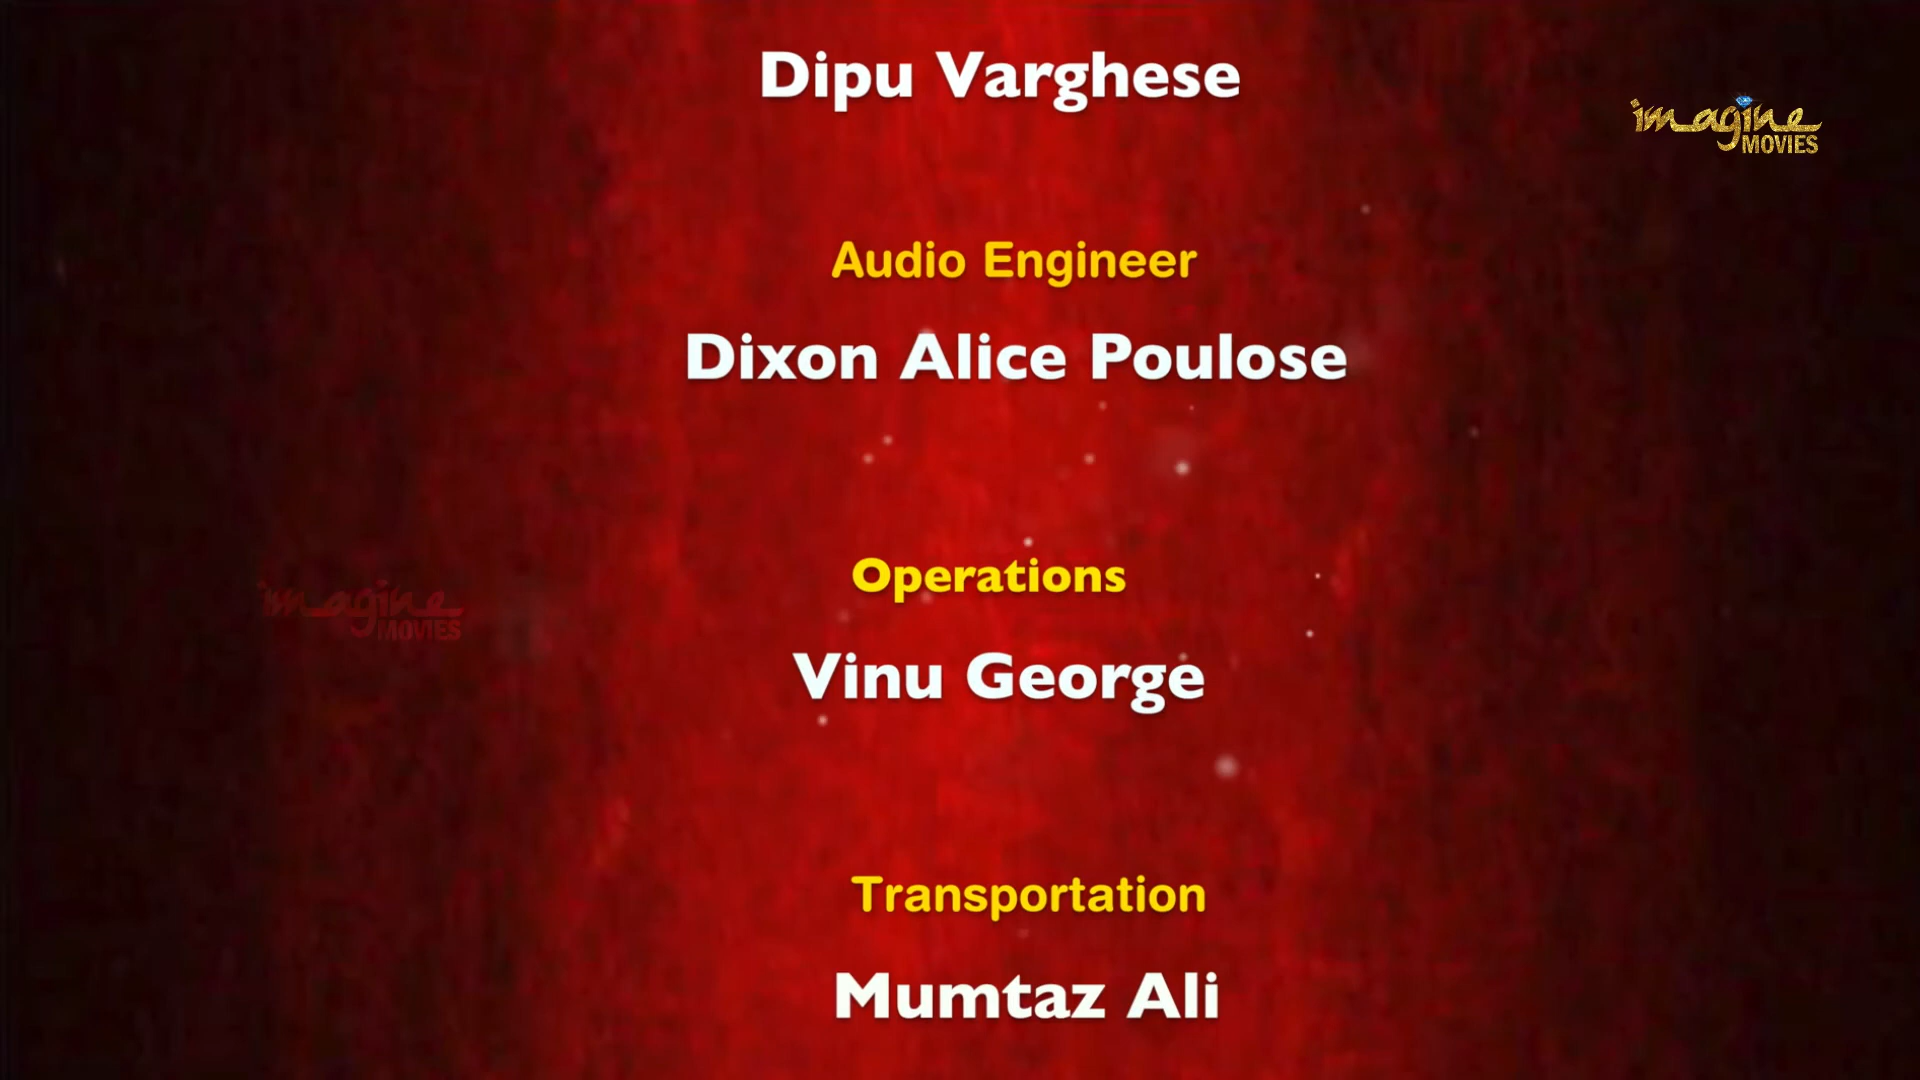 Dipu Varghese
imagine
MOVIES
Audio Engineer
Dixon Alice Poulose
Operations
imagine
MOVIES
Vinu George
Transportation
Mumtaz Ali